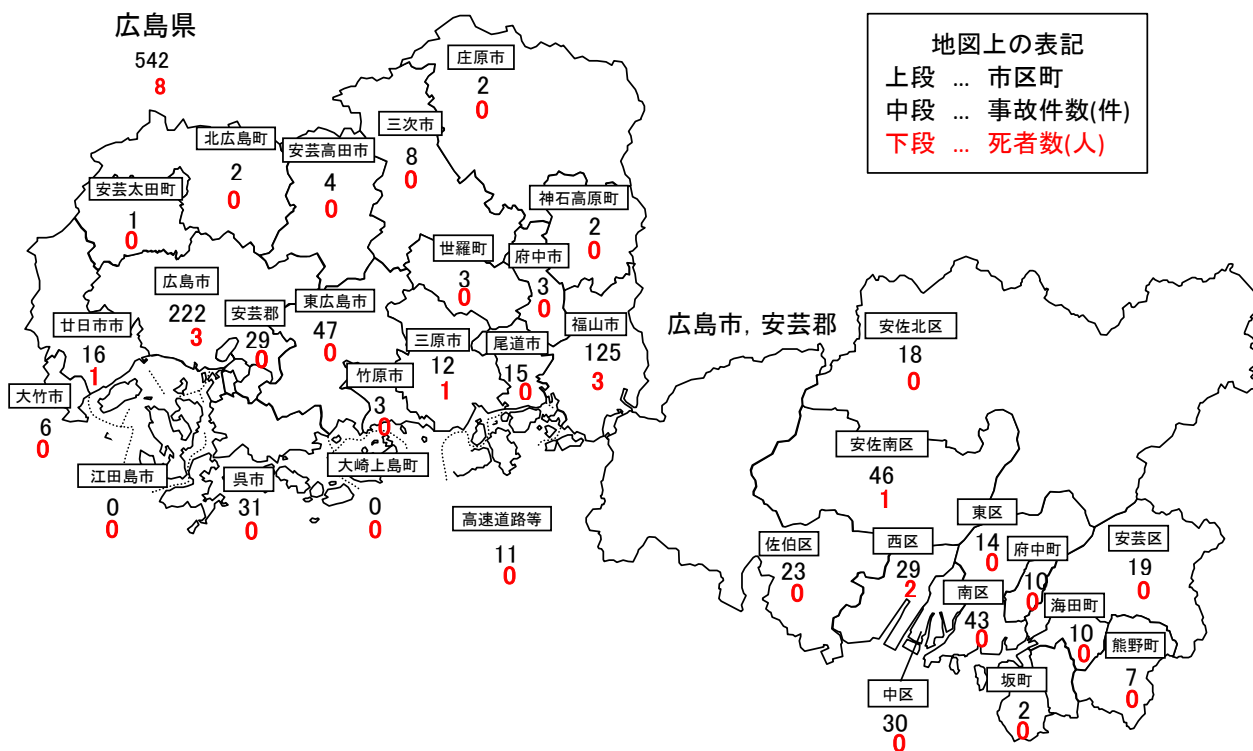 広島県
542
8
地図上の表記
上段 … 市区町
中段 … 事故件数(件)
下段 … 死者数(人)
庄原市
2
0
三次市
8
0
北広島町
2
0
安芸高田市
4
0
安芸太田町
1
0
神石高原町
2
0
世羅町
3
0
府中市
3
0
広島市
222
3
安芸郡
29
0
東広島市
47
0
福山市
125
3
廿日市市
16
1
三原市
12
1
尾道市
15
0
竹原市
3
0
大竹市
6
0
江田島市
0
0
呉市
31
0
大崎上島町
0
0
高速道路等
11
0
広島市, 安芸郡
安佐北区
18
0
安佐南区
46
1
東区
14
0
佐伯区
23
0
西区
29
2
府中町
10
0
安芸区
19
0
南区
43
0
海田町
10
0
熊野町
7
0
中区
30
0
坂町
2
0